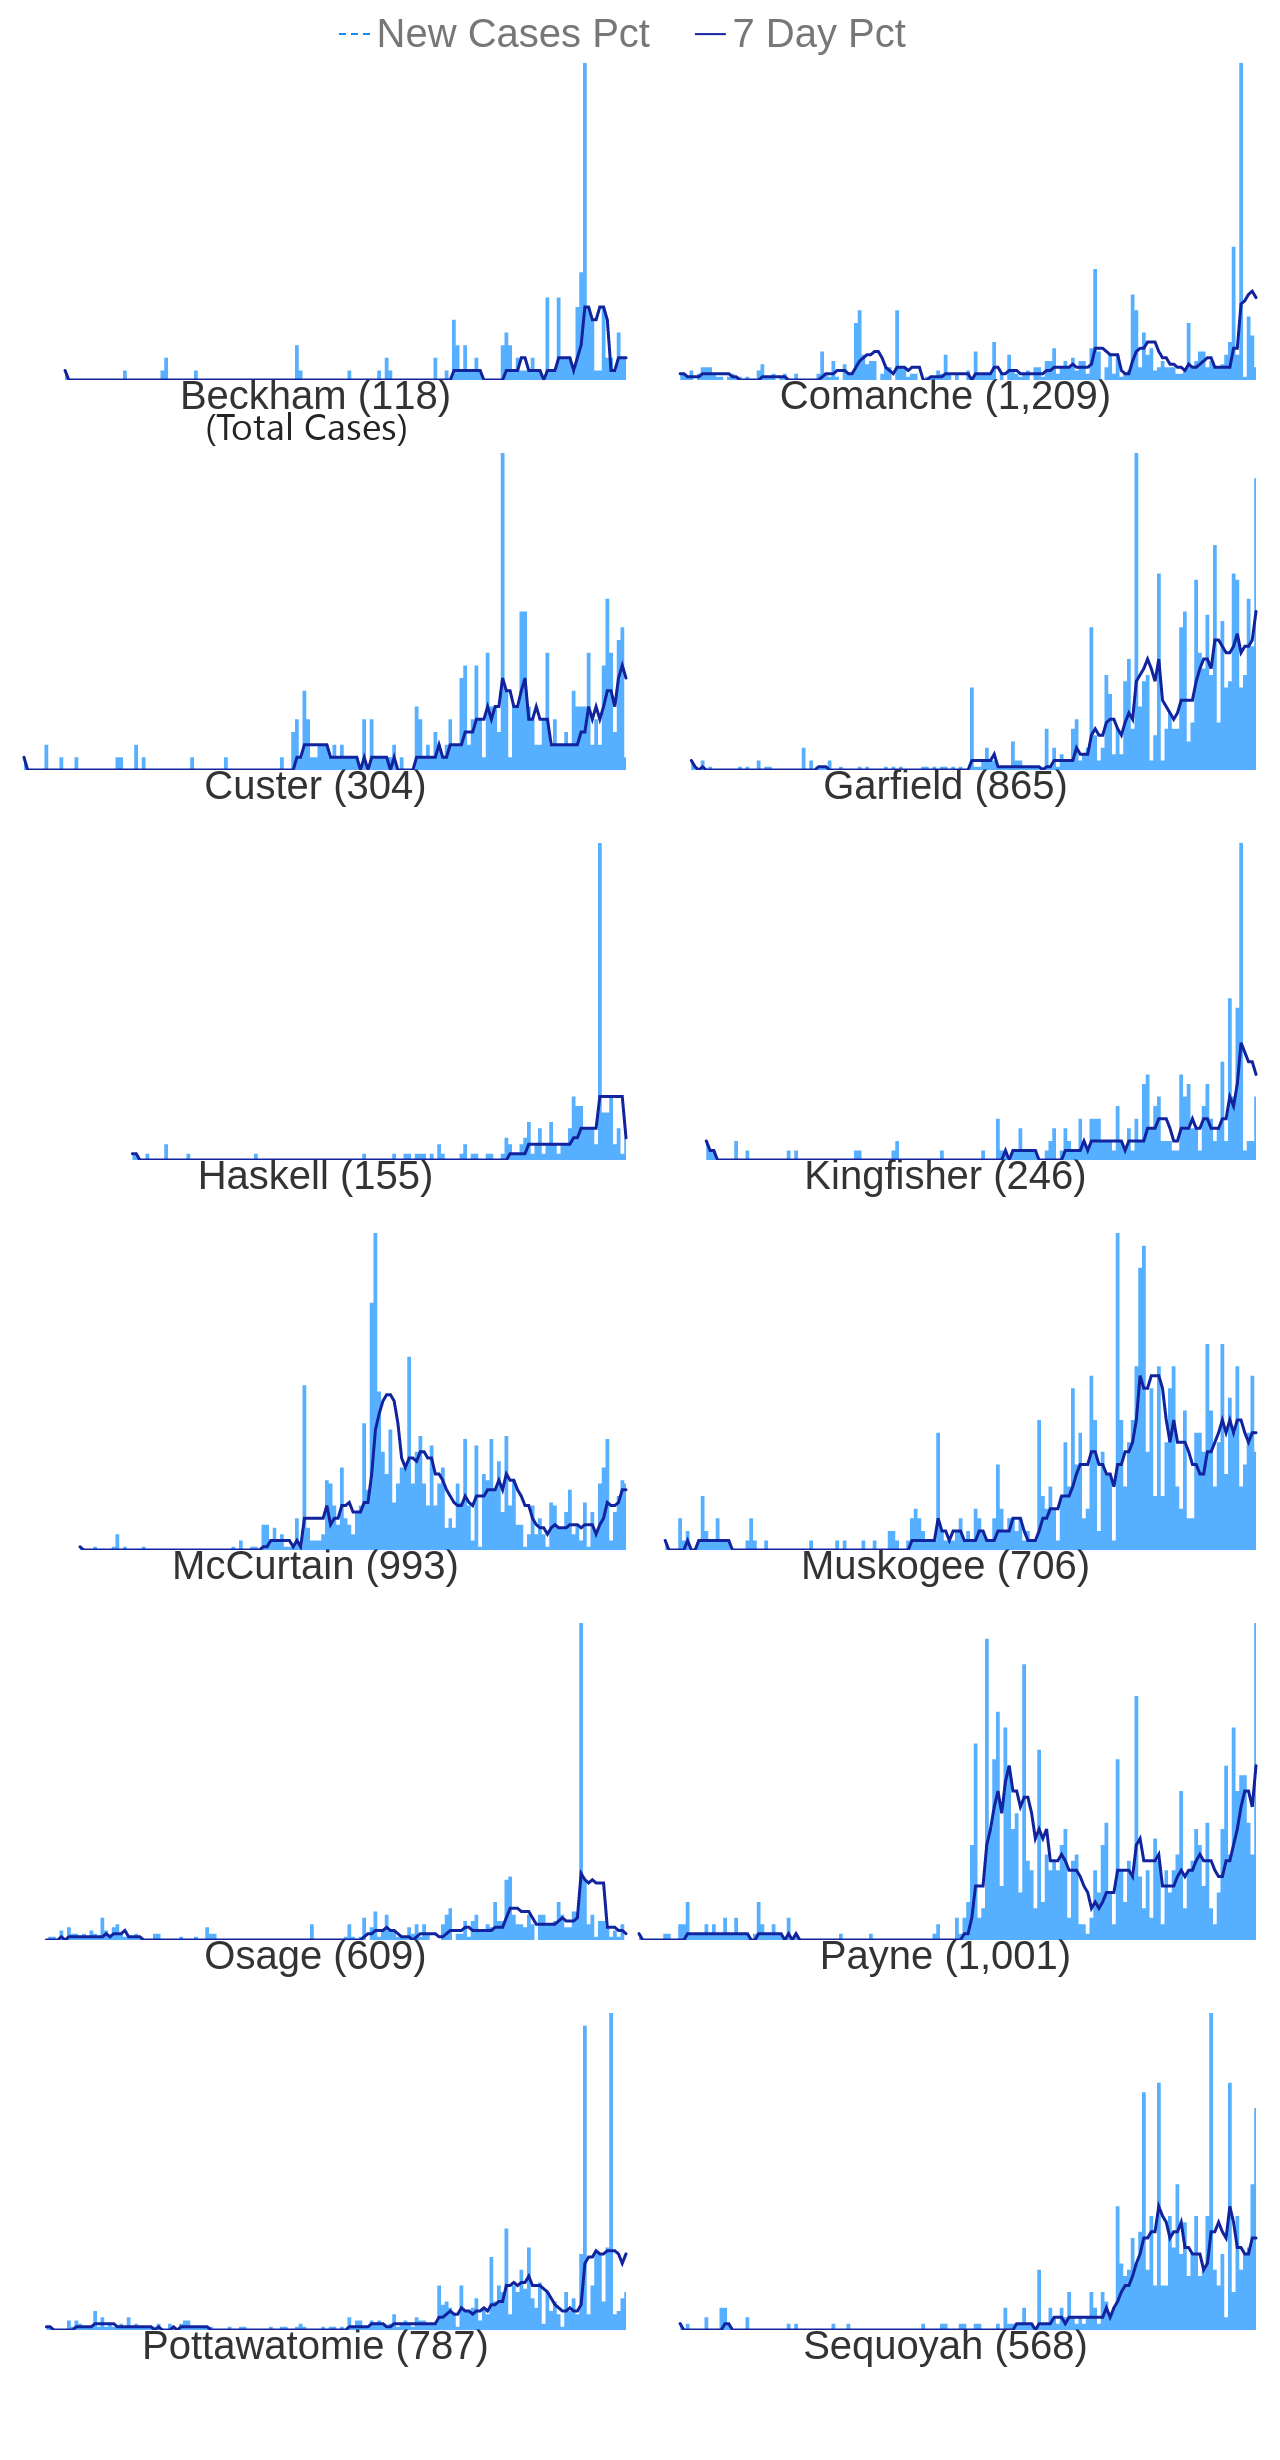 New Cases Pct 7 Day Pct
Beckham (118) Comanche (1,209)
(Total Cases)
Custer (304) Garfield (865)
Haskell (155) Kingfisher (246)
McCurtain (993) Muskogee (706)
Osage (609) Payne (1,001)
Pottawatomie (787) Sequoyah (568)